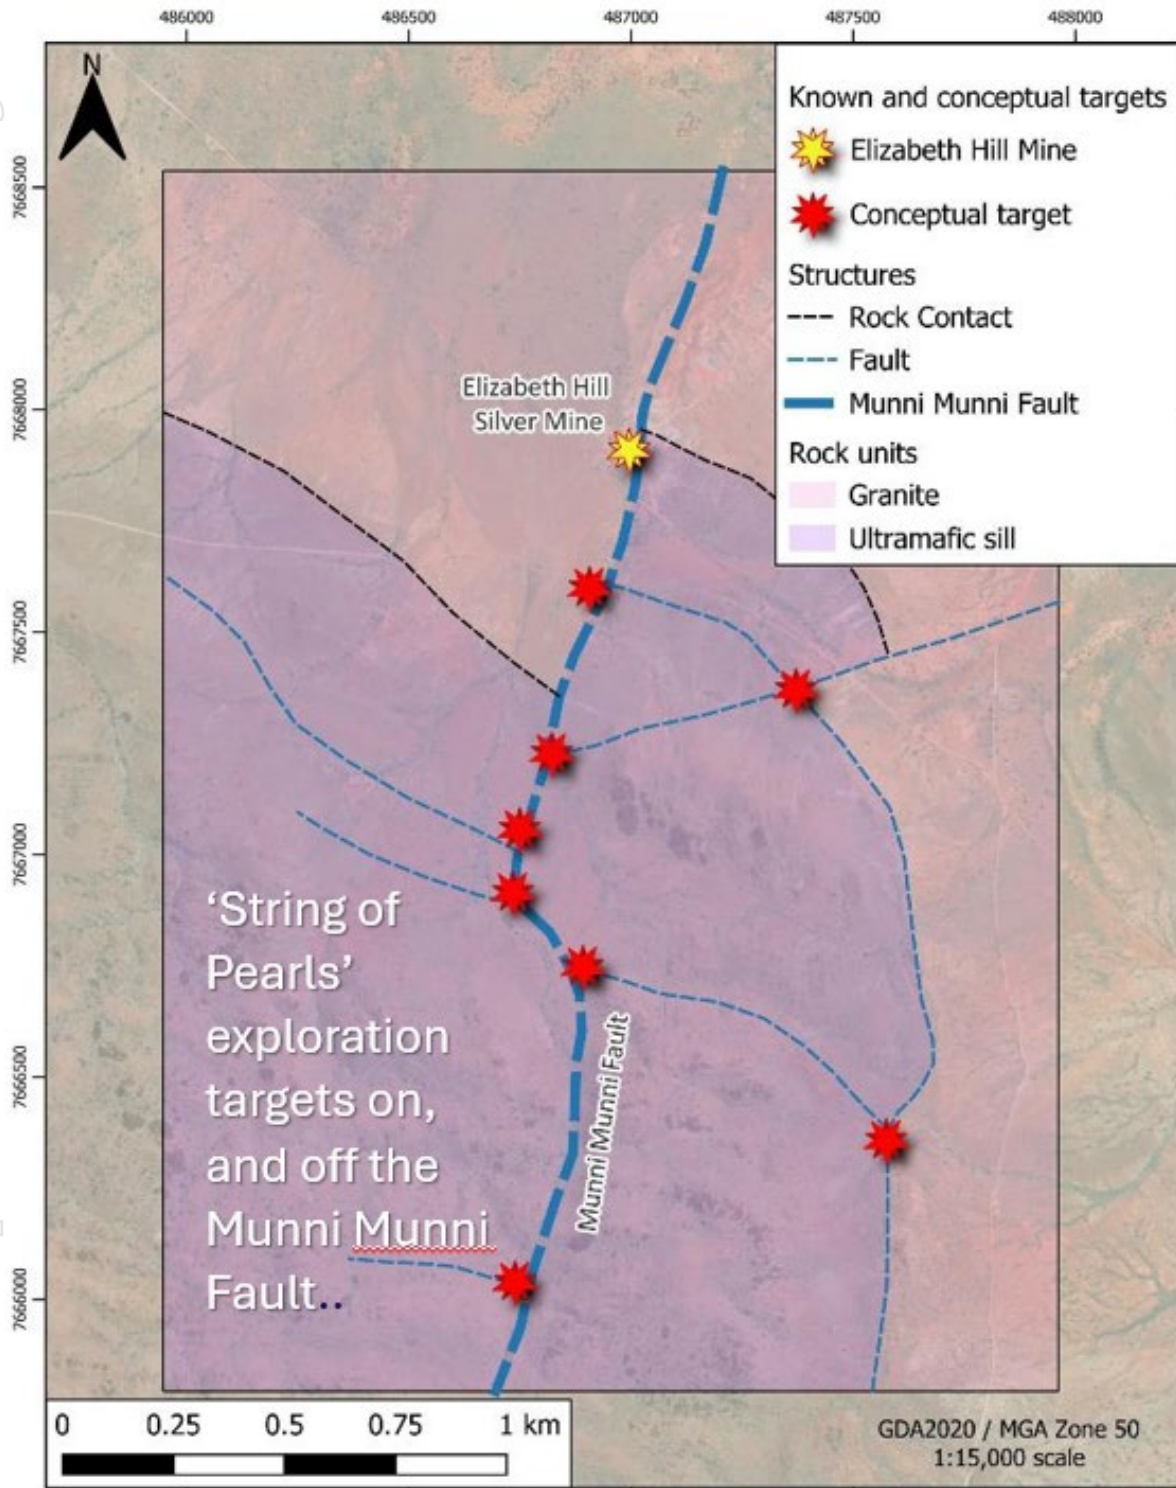 486000
486500
487000
487500
488000
N
Known and conceptual targets
Elizabeth Hill Mine
Conceptual target
Structures
Rock Contact
Fault
Munni Munni Fault
Rock units
Granite
Ultramafic sill
7668500
7668000
7667500
7667000
7666500
7666000
Elizabeth Hill
Silver Mine
‘String of
Pearls’
exploration
targets on,
and off the
Munni Munni
Fault..
Munni Munni Fault
0 0.25 0.5 0.75 1 km
GDA2020 / MGA Zone 50
1:15,000 scale